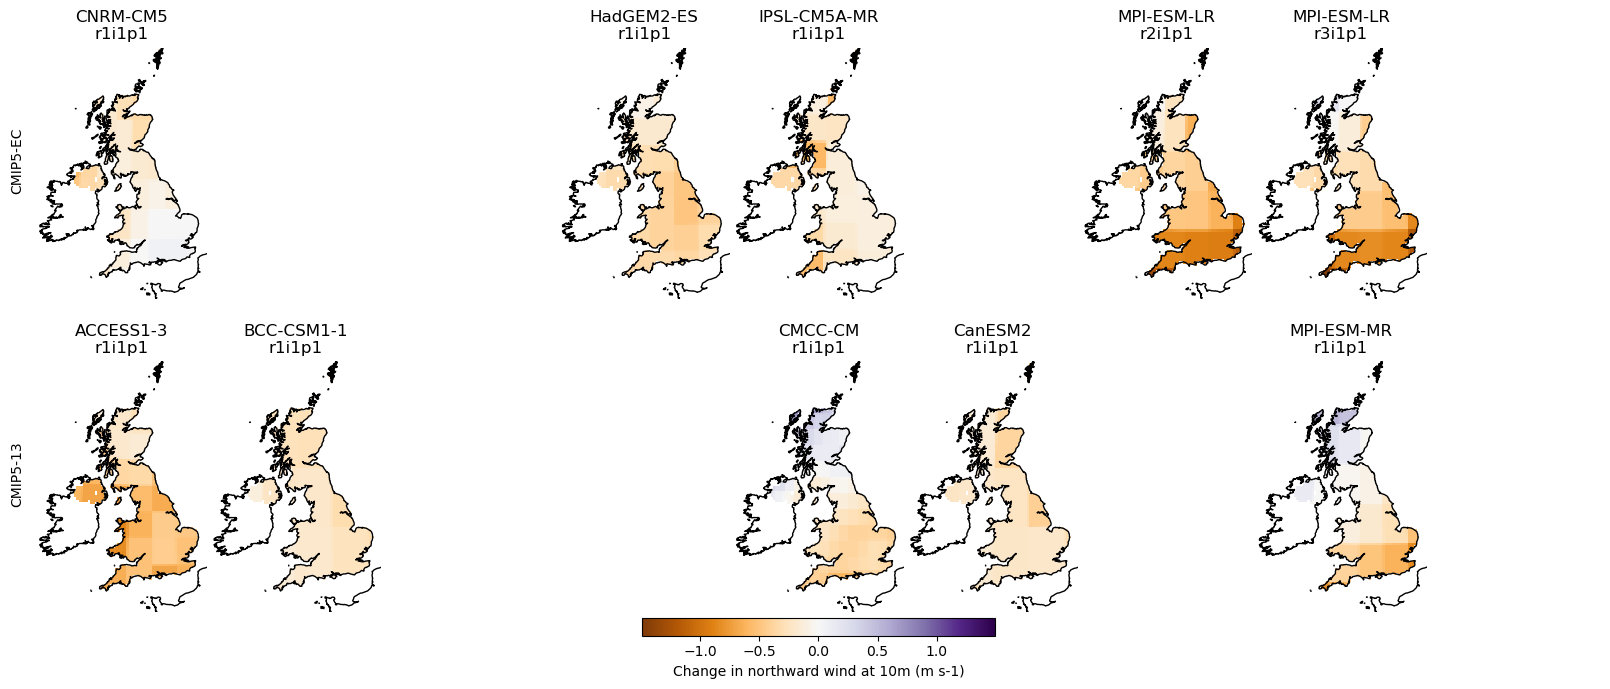 CNRM-CM5
r1i1p1
HadGEM2-ES
r1i1p1
IPSL-CM5A-MR
r1i1p1
MPI-ESM-LR
r2i1p1
MPI-ESM-LR
r3i1p1
CMIP5-EC
ACCESS1-3
r1i1p1
BCC-CSM1-1
r1i1p1
CMCC-CM
r1i1p1
CanESM2
r1i1p1
MPI-ESM-MR
r1i1p1
CMIP5-13
−1.0 −0.5 0.0 0.5 1.0
Change in northward wind at 10m (m s-1)